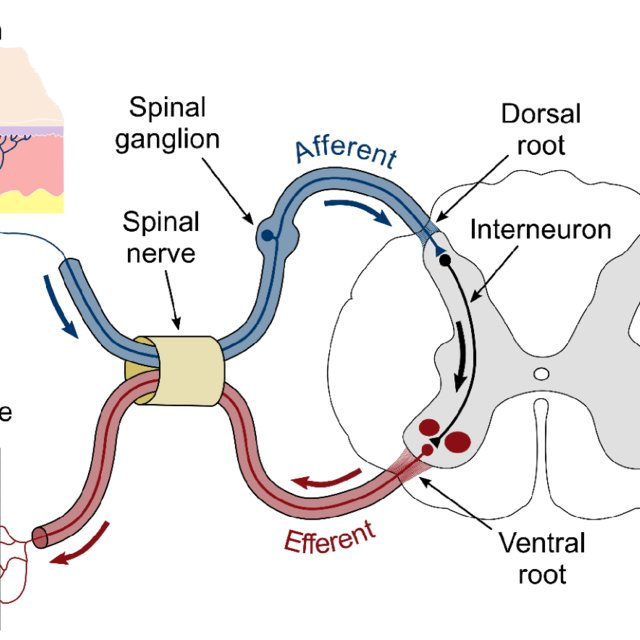 Spinal
ganglion
Afferent
Dorsal
root
Spinal
nerve
Interneuron
e
Efferent
Ventral
root